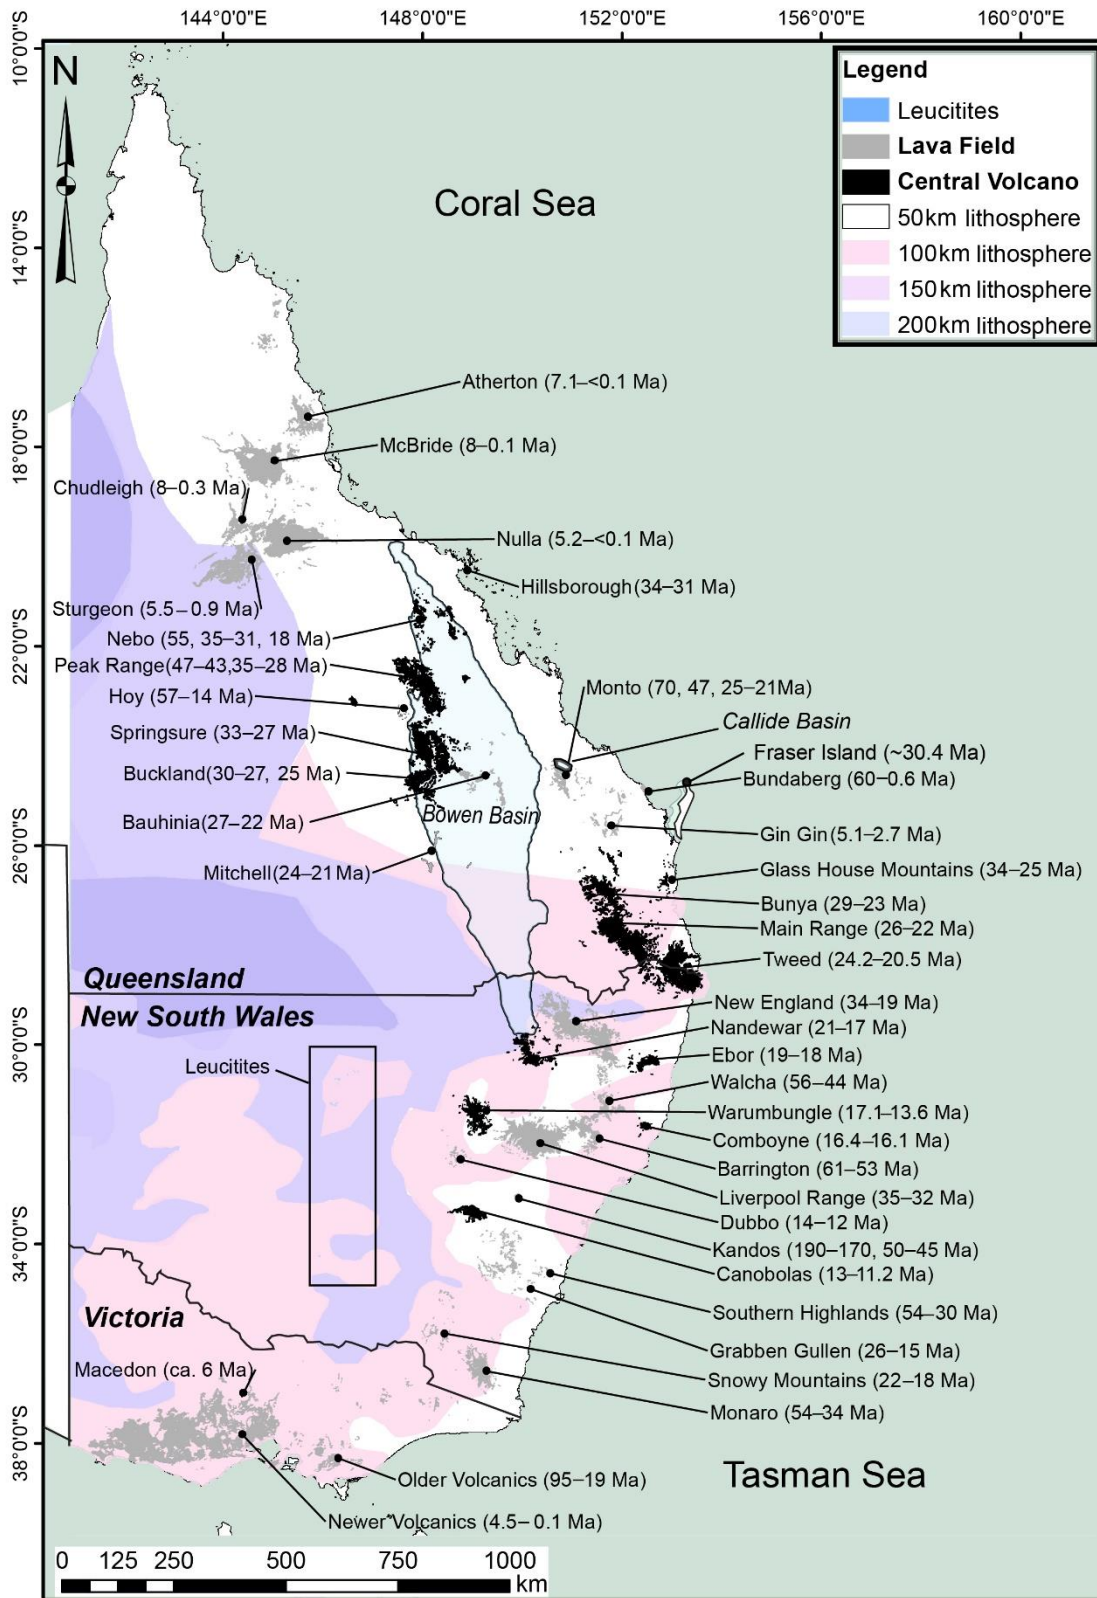 144°0'0"E
148°0'0"E
152°0'0"E
156°0'0"E
160°0'0"E
10°0'0"S
14°0'0"S
18°0'0"S
22°0'0"S
26°0'0"S
30°0'0"S
34°0'0"S
38°0'0"S
N
Legend
Leucitites
Lava Field
Central Volcano
50km lithosphere
100km lithosphere
150km lithosphere
200km lithosphere
Coral Sea
Atherton (7.1–<0.1 Ma)
McBride (8–0.1 Ma)
Chudleigh (8–0.3 Ma)
Nulla (5.2–<0.1 Ma)
Hillsborough(34–31 Ma)
Sturgeon (5.5–0.9 Ma)
Nebo (55, 35–31, 18 Ma)
Peak Range(47–43,35–28 Ma)
Hoy (57–14 Ma)
Monto (70, 47, 25–21Ma)
Callide Basin
Springsure (33–27 Ma)
Fraser Island (~30.4 Ma)
Buckland(30–27, 25 Ma)
Bundaberg (60–0.6 Ma)
Bowen Basin
Bauhinia(27–22 Ma)
Gin Gin (5.1–2.7 Ma)
Mitchell(24–21Ma)
Glass House Mountains (34–25 Ma)
Bunya (29–23 Ma)
Main Range (26–22 Ma)
Tweed (24.2–20.5 Ma)
Queensland
New South Wales
New England (34–19 Ma)
Nandewar (21–17 Ma)
Ebor (19–18 Ma)
Leucitites
Walcha (56–44 Ma)
Warumbungle (17.1–13.6 Ma)
Comboyne (16.4–16.1 Ma)
Barrington (61–53 Ma)
Liverpool Range (35–32 Ma)
Dubbo (14–12 Ma)
Kandos (190–170, 50–45 Ma)
Canobolas (13–11.2 Ma)
Southern Highlands (54–30 Ma)
Victoria
Grabben Gullen (26–15 Ma)
Macedon (ca. 6 Ma)
Snowy Mountains (22–18 Ma)
Monaro (54–34 Ma)
Tasman Sea
Older Volcanics (95–19 Ma)
Newer Volcanics (4.5–0.1 Ma)
0 125 250 500 750 1000
km